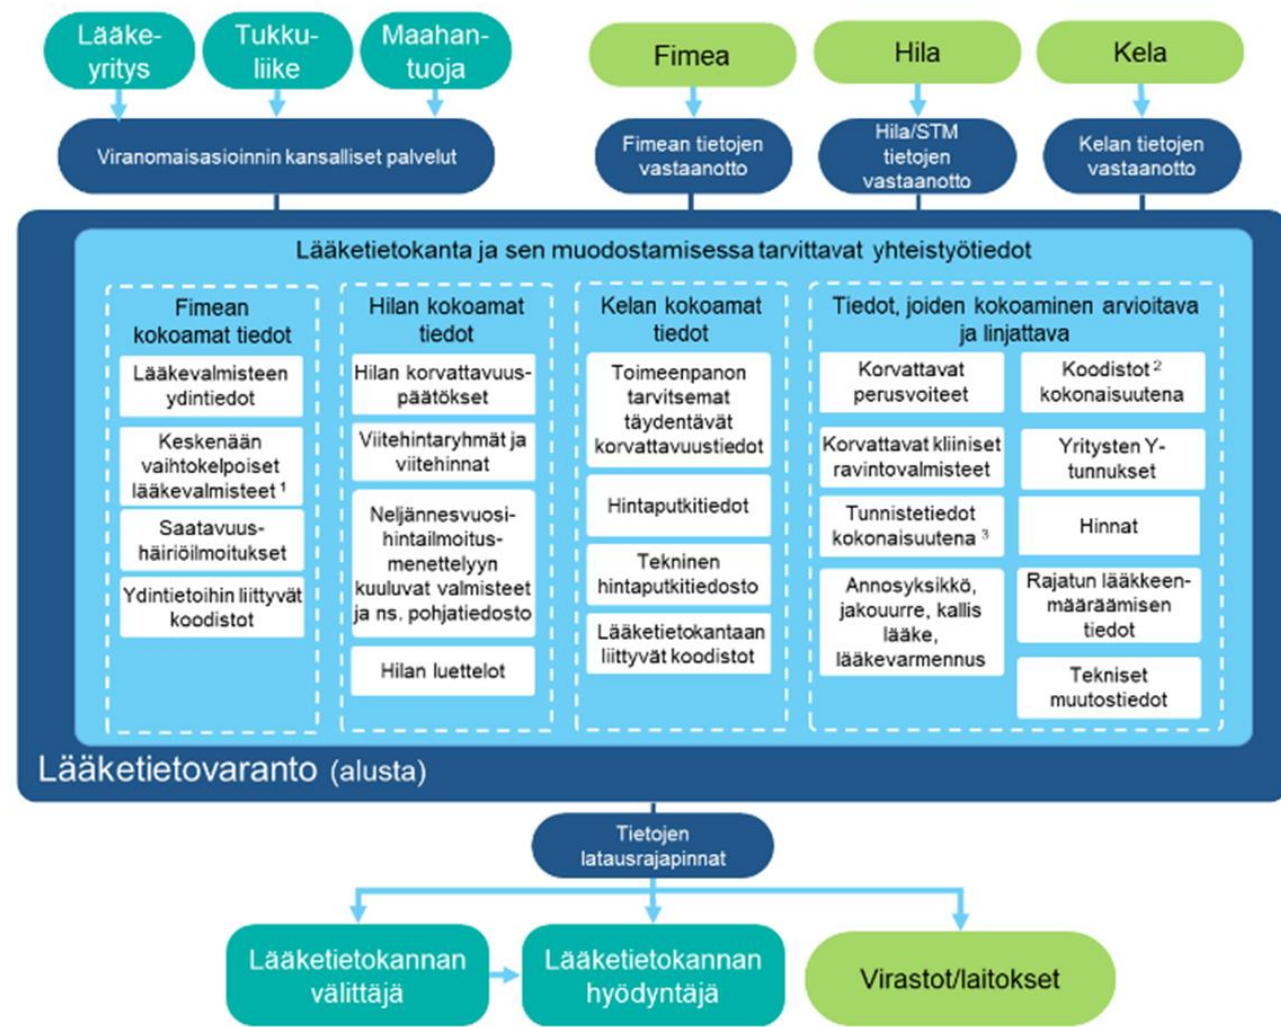 Lääke-
yritys
Tukku-
liike
Maahan-
tuoja
Fimea
Hila
Kela
Viranomaisasioinnin kansalliset palvelut
Fimean tietojen
vastaanotto
Hila/STM
tietojen
vastaanotto
Kelan tietojen
vastaanotto
Lääketietokanta ja sen muodostamisessa tarvittavat yhteistyötiedot
Fimean
kokoamat tiedot
Lääkevalmisteen
ydintiedot
Keskenään
vaihtokelpoiset
lääkevalmisteet ¹
Saatavuus-
häiriöilmoitukset
Ydintietoihin liittyvät
koodistot
Hilan kokoamat
tiedot
Hilan korvattavuus-
päätökset
Viitehintaryhmät ja
viitehinnat
Neljännesvuosi-
hintailmoitus-
menettelyyn
kuuluvat valmisteet
ja ns. pohjatiedosto
Hilan luettelot
Kelan kokoamat
tiedot
Toimeenpanon
tarvitsemat
täydentävät
korvattavuustiedot
Hintaputkitiedot
Tekninen
hintaputkitiedosto
Lääketietokantaan
liittyvät koodistot
Tiedot, joiden kokoaminen arvioitava
ja linjattava
Korvattavat
perusvoiteet
Korvattavat kliiniset
ravintovalmisteet
Tunnistetiedot
kokonaisuutena ³
Annosyksikkö,
jakouurre, kallis
lääke,
lääkevarmennus
Koodistot ²
kokonaisuutena
Yritysten Y-
tunnukset
Hinnat
Rajatun lääkkeen-
määräämisen
tiedot
Tekniset
muutostiedot
Lääketietovaranto (alusta)
Tietojen
latausrajapinnat
Lääketietokannan
välittäjä
Lääketietokannan
hyödyntäjä
Virastot/laitokset